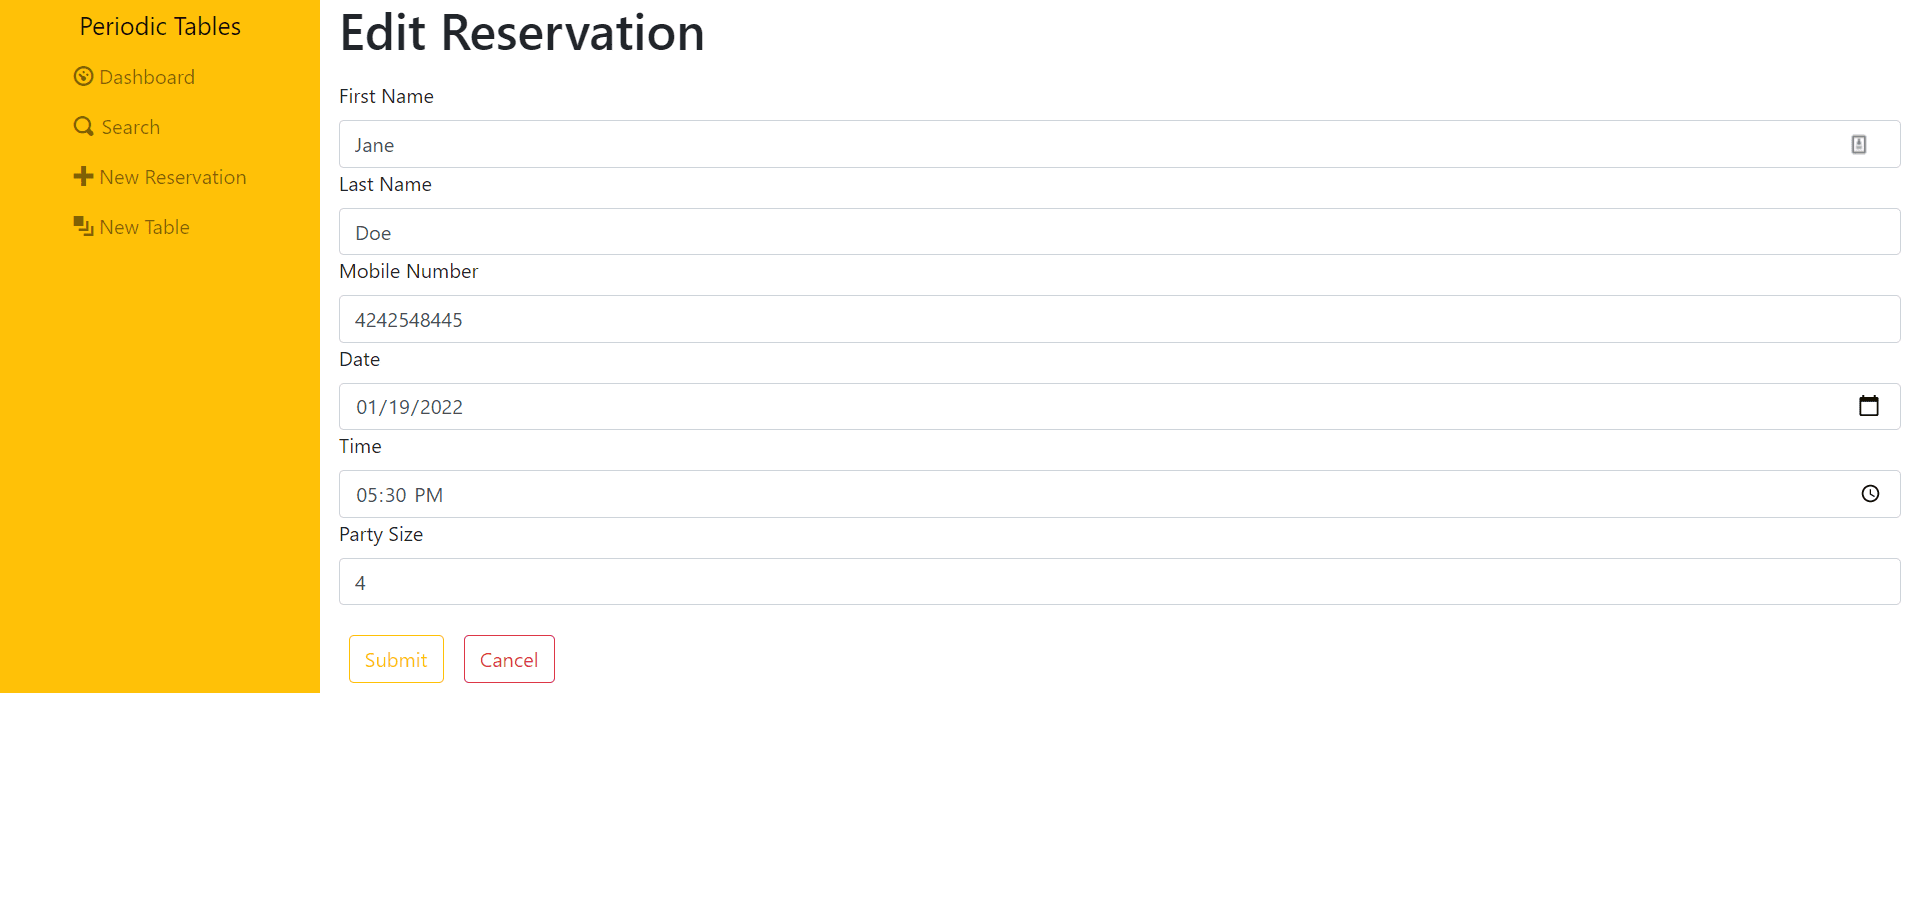 Periodic Tables
Dashboard
Search
New Reservation
New Table
Edit Reservation
First Name
Jane
Last Name
Doe
Mobile Number
4242548445
Date
01/19/2022
Time
05:30 PM
Party Size
4
Submit
Cancel